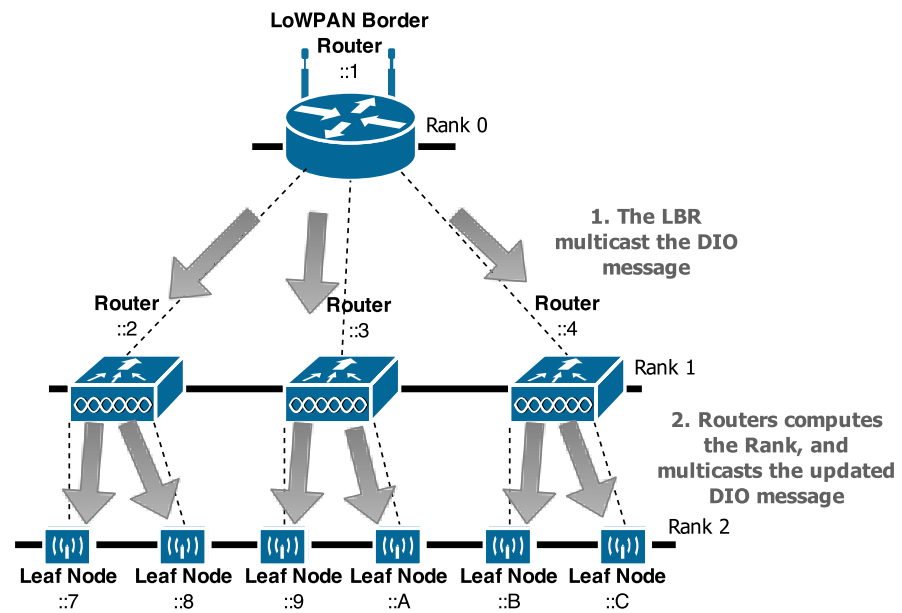 LoWPAN Border
Router
::1
Rank 0
1. The LBR
multicast the DIO
message
Router
::2
Router
::3
Router
::4
Rank 1
2. Routers computes
the Rank, and
multicasts the updated
DIO message
Rank 2
Leaf Node
::7
Leaf Node
::8
Leaf Node
::9
Leaf Node
::A
Leaf Node
::B
Leaf Node
::C